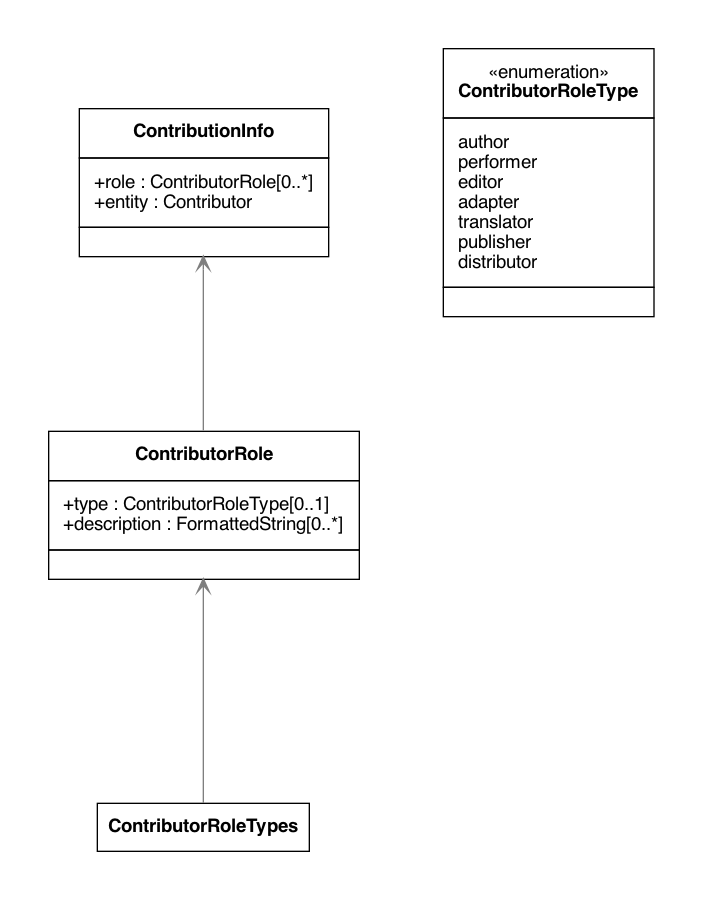 «enumeration»
ContributorRoleType
author
performer
editor
adapter
translator
publisher
distributor
ContributionInfo
+role : ContributorRole[0..*]
+entity : Contributor
ContributorRole
+type : ContributorRoleType[0..1]
+description : FormattedString[0..*]
ContributorRoleTypes